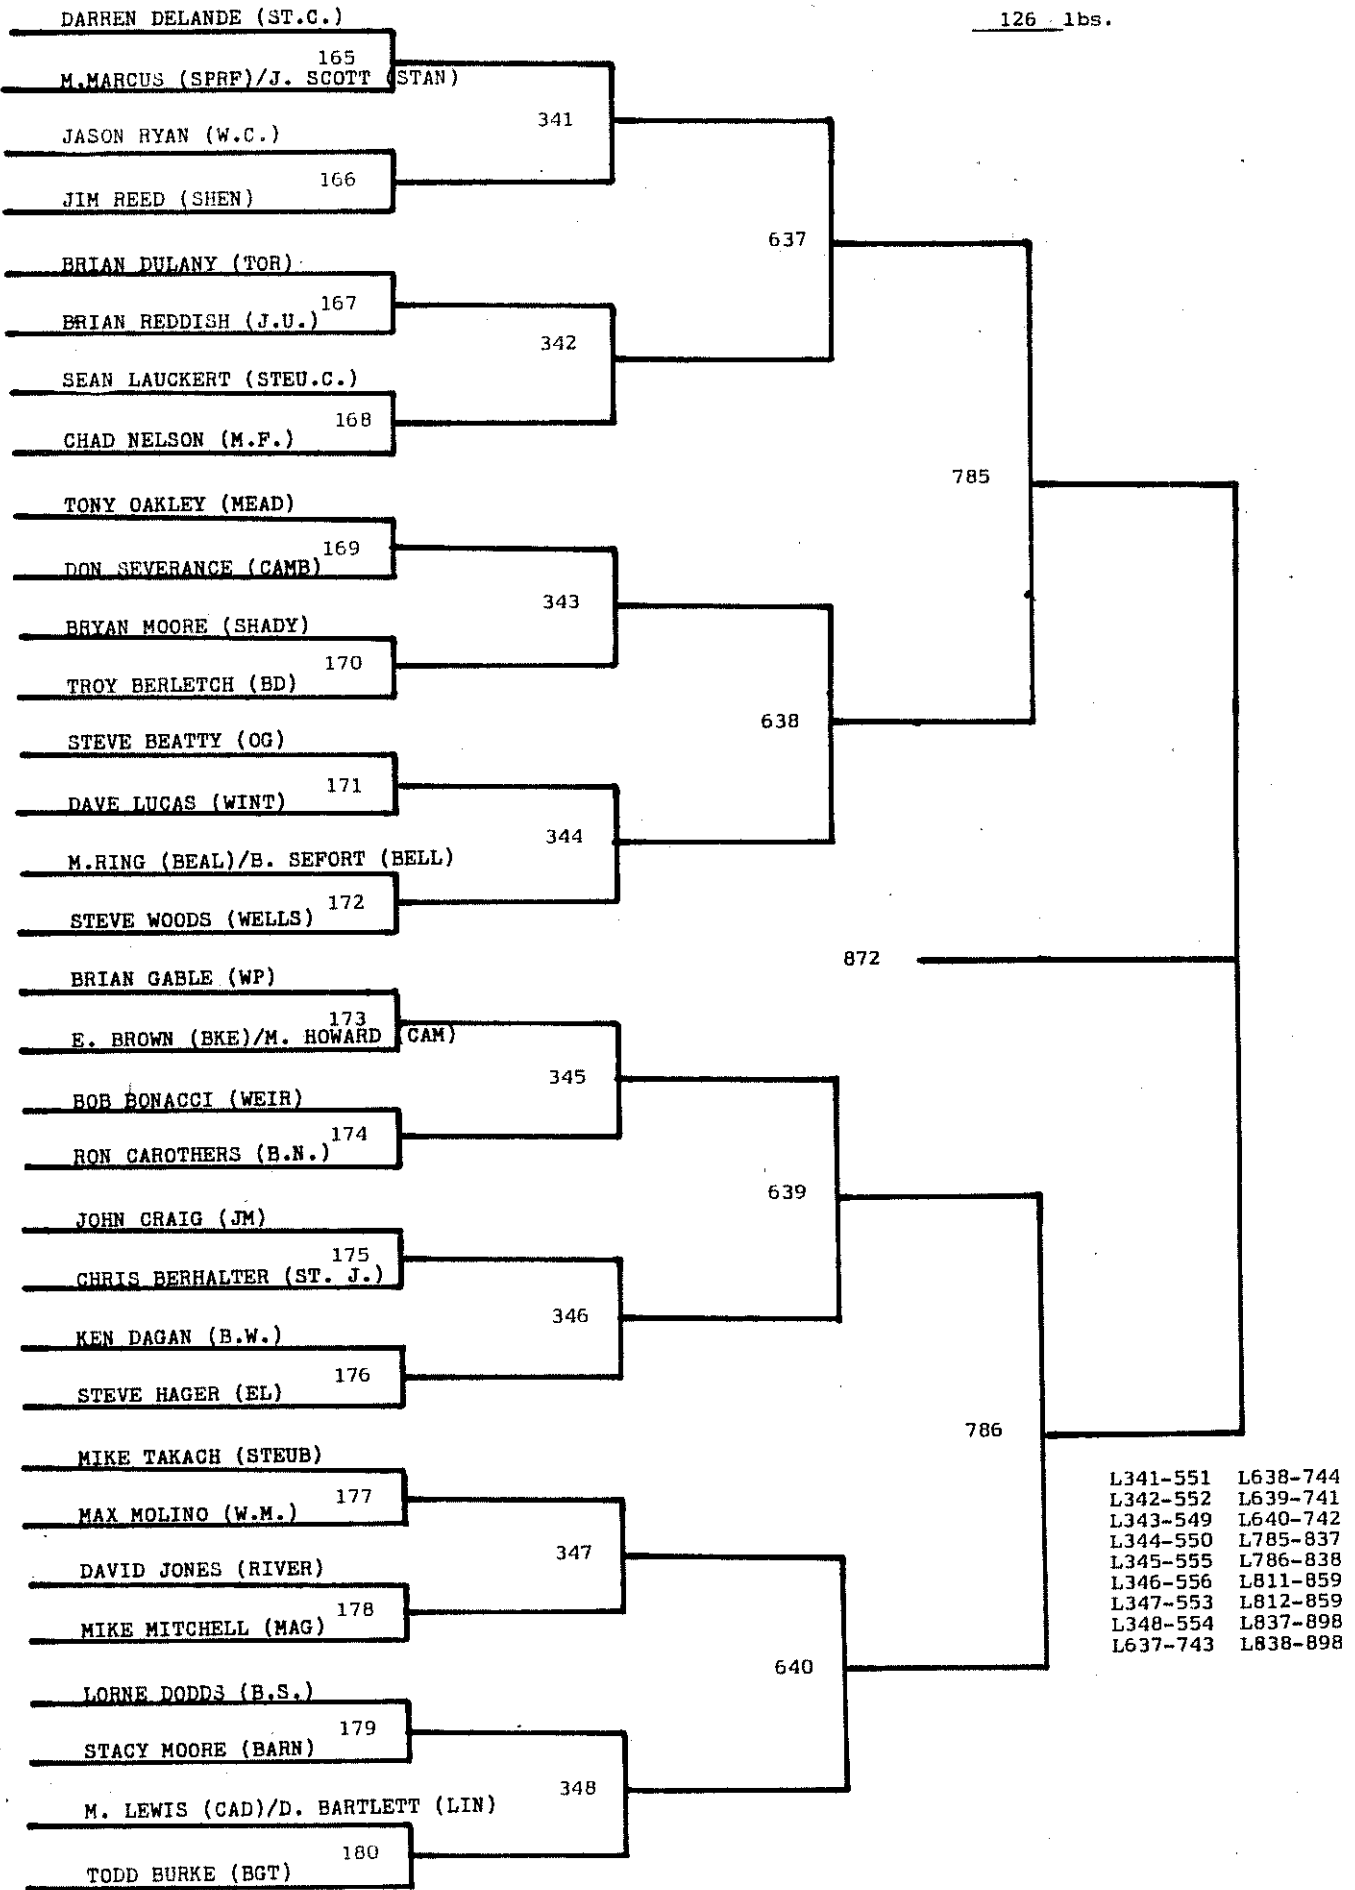 DARREN DELANDE (ST.C.)
126 lbs.
165
M.MARCUS (SPRF)/J. SCOTT (STAN)
341
JASON RYAN (W.C.)
166
JIM REED (SHEN)
637
BRIAN DULANY (TOR)
167
BRIAN REDDISH (J.U.)
342
SEAN LAUCKERT (STEU.C.)
168
CHAD NELSON (M.F.)
785
TONY OAKLEY (MEAD)
169
DON SEVERANCE (CAMB)
343
BRYAN MOORE (SHADY)
170
TROY BERLETCH (BD)
638
STEVE BEATTY (OG)
171
DAVE LUCAS (WINT)
344
M.RING (BEAL)/B. SEFORT (BELL)
172
STEVE WOODS (WELLS)
872
BRIAN GABLE (WP)
173
E. BROWN (BKE)/M. HOWARD (CAM)
345
BOB BONACCI (WEIR)
174
RON CAROTHERS (B.N.)
639
JOHN CRAIG (JM)
175
CHRIS BERHALTER (ST. J.)
346
KEN DAGAN (B.W.)
176
STEVE HAGER (EL)
786
MIKE TAKACH (STEUB)
177
MAX MOLINO (W.M.)
347
DAVID JONES (RIVER)
178
MIKE MITCHELL (MAG)
640
LORNE DODDS (B.S.)
179
STACY MOORE (BARN)
348
M. LEWIS (CAD)/D. BARTLETT (LIN)
180
TODD BURKE (BGT)
L341-551 L638-744
L342-552 L639-741
L343-549 L640-742
L344-550 L785-837
L345-555 L786-838
L346-556 L811-859
L347-553 L812-859
L348-554 L837-898
L637-743 L838-898